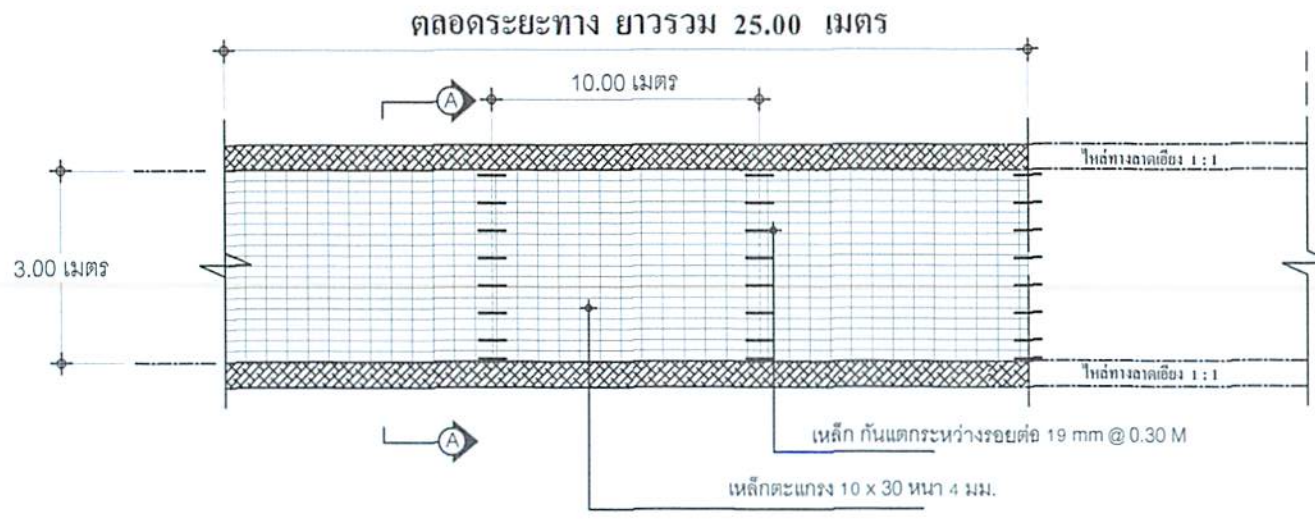 ตลอดระยะทาง ยาวรวม 25.00 เมตร
A
10.00 เมตร
ไหล่ทางลาดเอียง 1 : 1
3.00 เมตร
ไหล่ทางลาดเอียง 1 : 1
A
เหล็ก กันแตกระหว่างรอยต่อ 19 mm @ 0.30 M
เหล็กตะแกรง 10 x 30 หนา 4 มม.